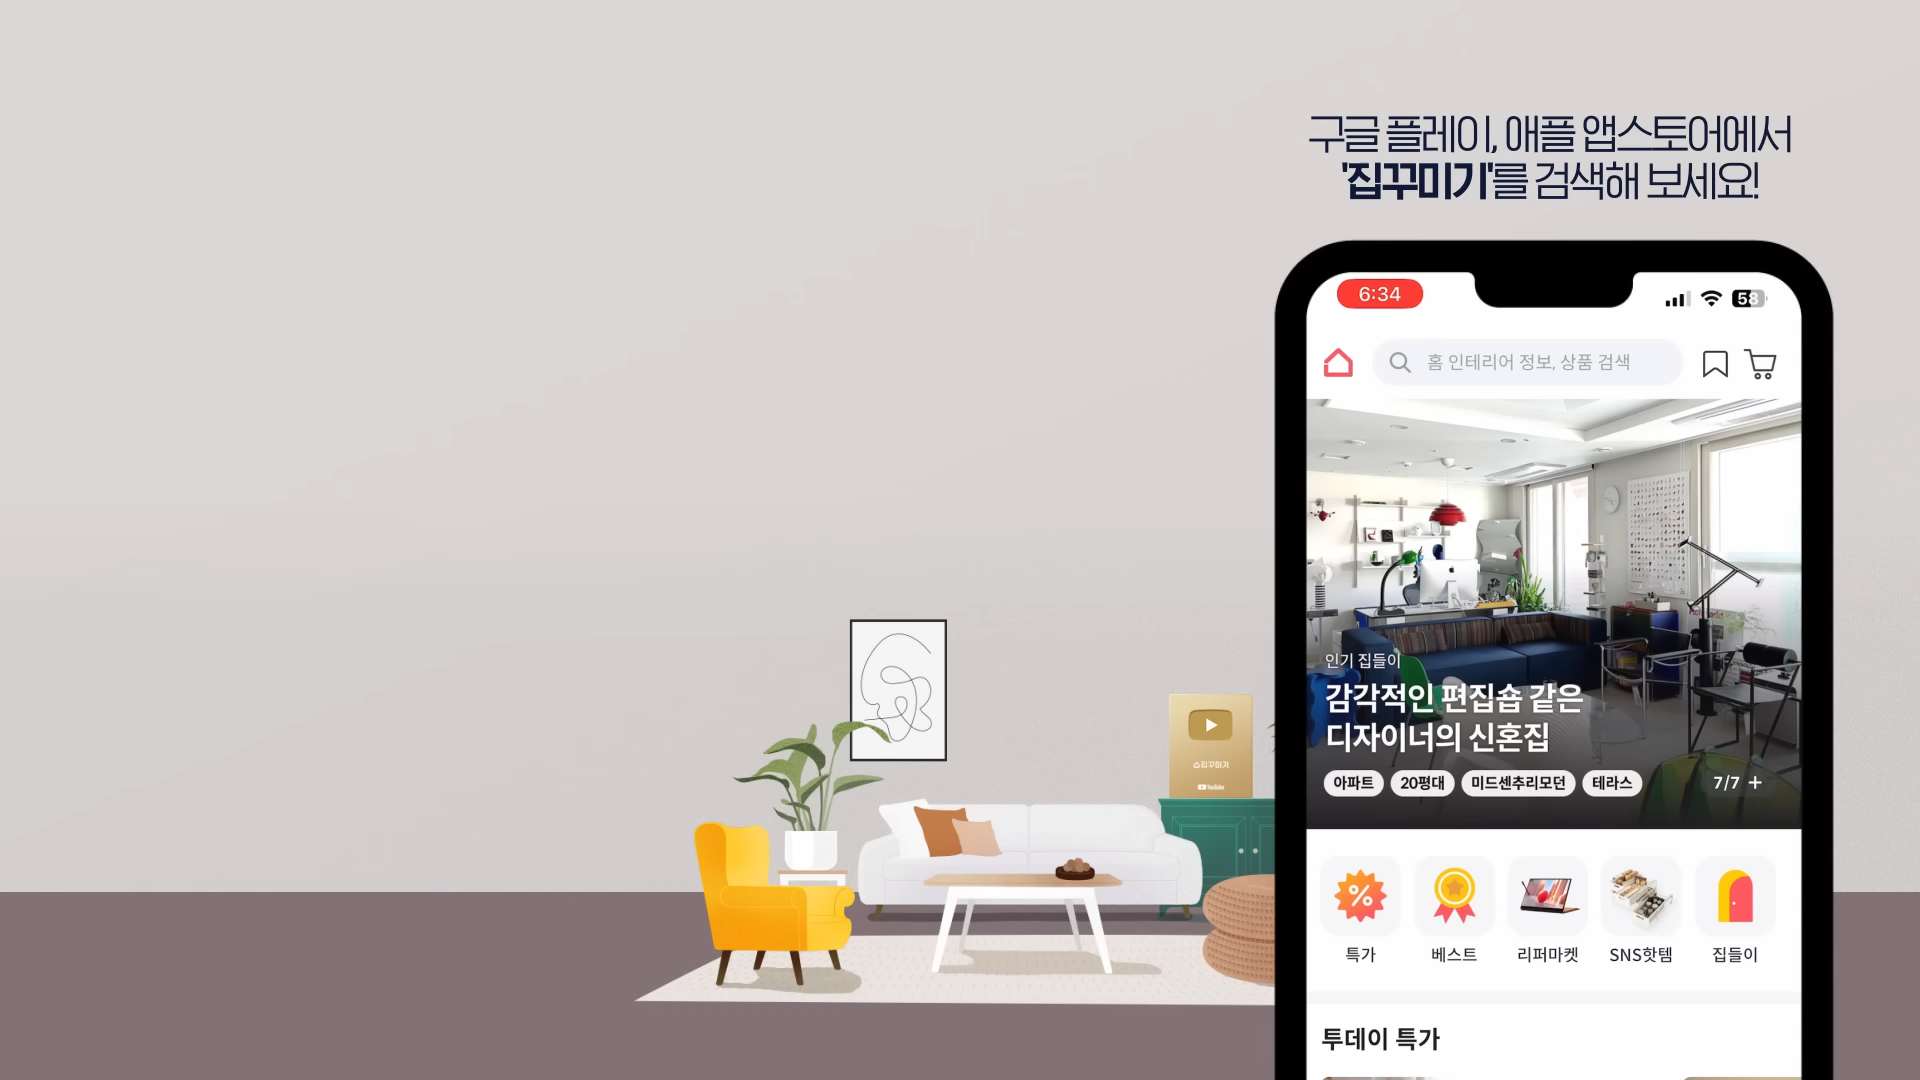 구글 플레이, 애플 앱스토어에서
'집꾸미기'를 검색해 보세요!
6:34
58
홈 인테리어 정보, 상품 검색
인기 집들이
감각적인 편집숍 같은
디자이너의 신혼집
아파트 20평대 미드센추리모던 테라스 7/7 +
특가 베스트 리퍼마켓 SNS핫템 집들이
투데이 특가
집꾸미기
YouTube